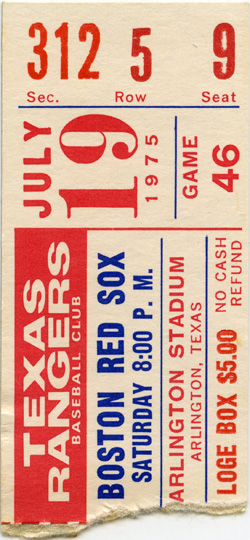 312 5 9
Sec. Row Seat
JULY
19
1975
GAME
46
TEXAS
RANGERS
BASEBALL CLUB
BOSTON RED SOX
SATURDAY 8:00 P. M.
ARLINGTON STADIUM
ARLINGTON, TEXAS
NO CASH
REFUND
LOGE BOX $5.00